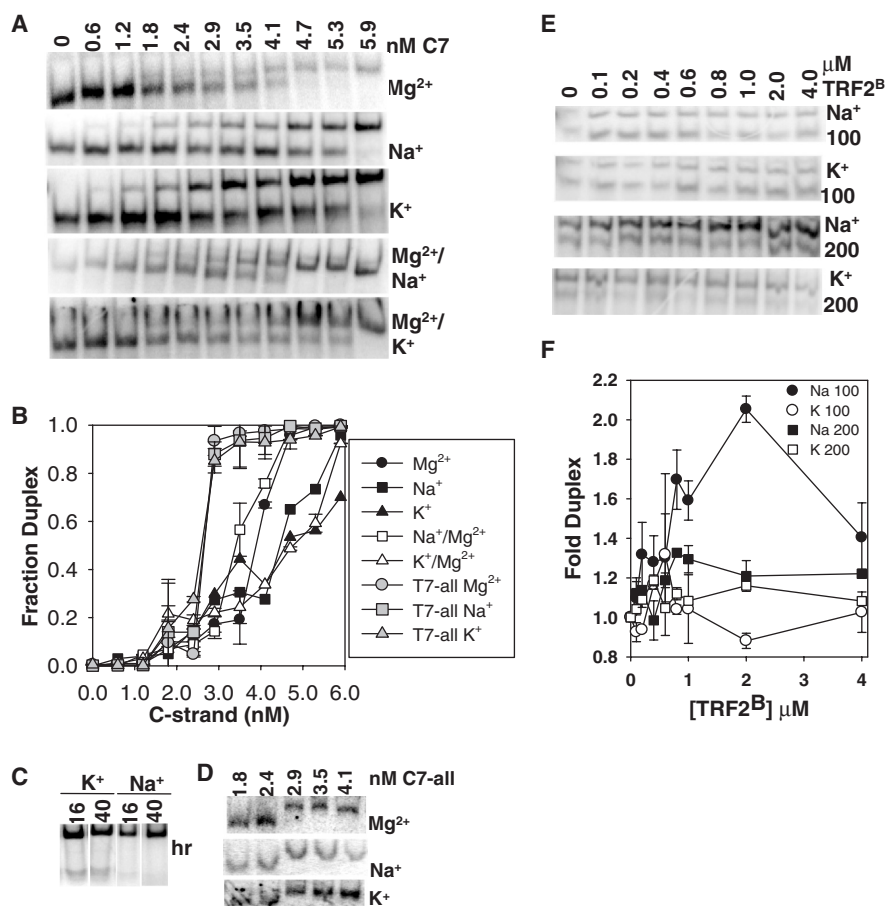 A
0 0.6 1.2 1.8 2.4 2.9 3.5 4.1 4.7 5.3 5.9 nM C7
Mg²⁺
Na⁺
K⁺
Mg²⁺/
Na⁺
Mg²⁺/
K⁺
B
Fraction Duplex
1.0
0.8
0.6
0.4
0.2
0.0
0.0 1.0 2.0 3.0 4.0 5.0 6.0
C-strand (nM)
Mg²⁺
Na⁺
K⁺
Na⁺/Mg²⁺
K⁺/Mg²⁺
T7-all Mg²⁺
T7-all Na⁺
T7-all K⁺
C
K⁺ Na⁺
16 40 16 40
hr
D
1.8 2.4 2.9 3.5 4.1 nM C7-all
Mg²⁺
Na⁺
K⁺
E
µM
0 0.1 0.2 0.4 0.6 0.8 1.0 2.0 4.0 TRF2ᴮ
Na⁺
100
K⁺
100
Na⁺
200
K⁺
200
F
Fold Duplex
2.2
2.0
1.8
1.6
1.4
1.2
1.0
0.8
0 1 2 3 4
[TRF2ᴮ] µM
Na 100
K 100
Na 200
K 200